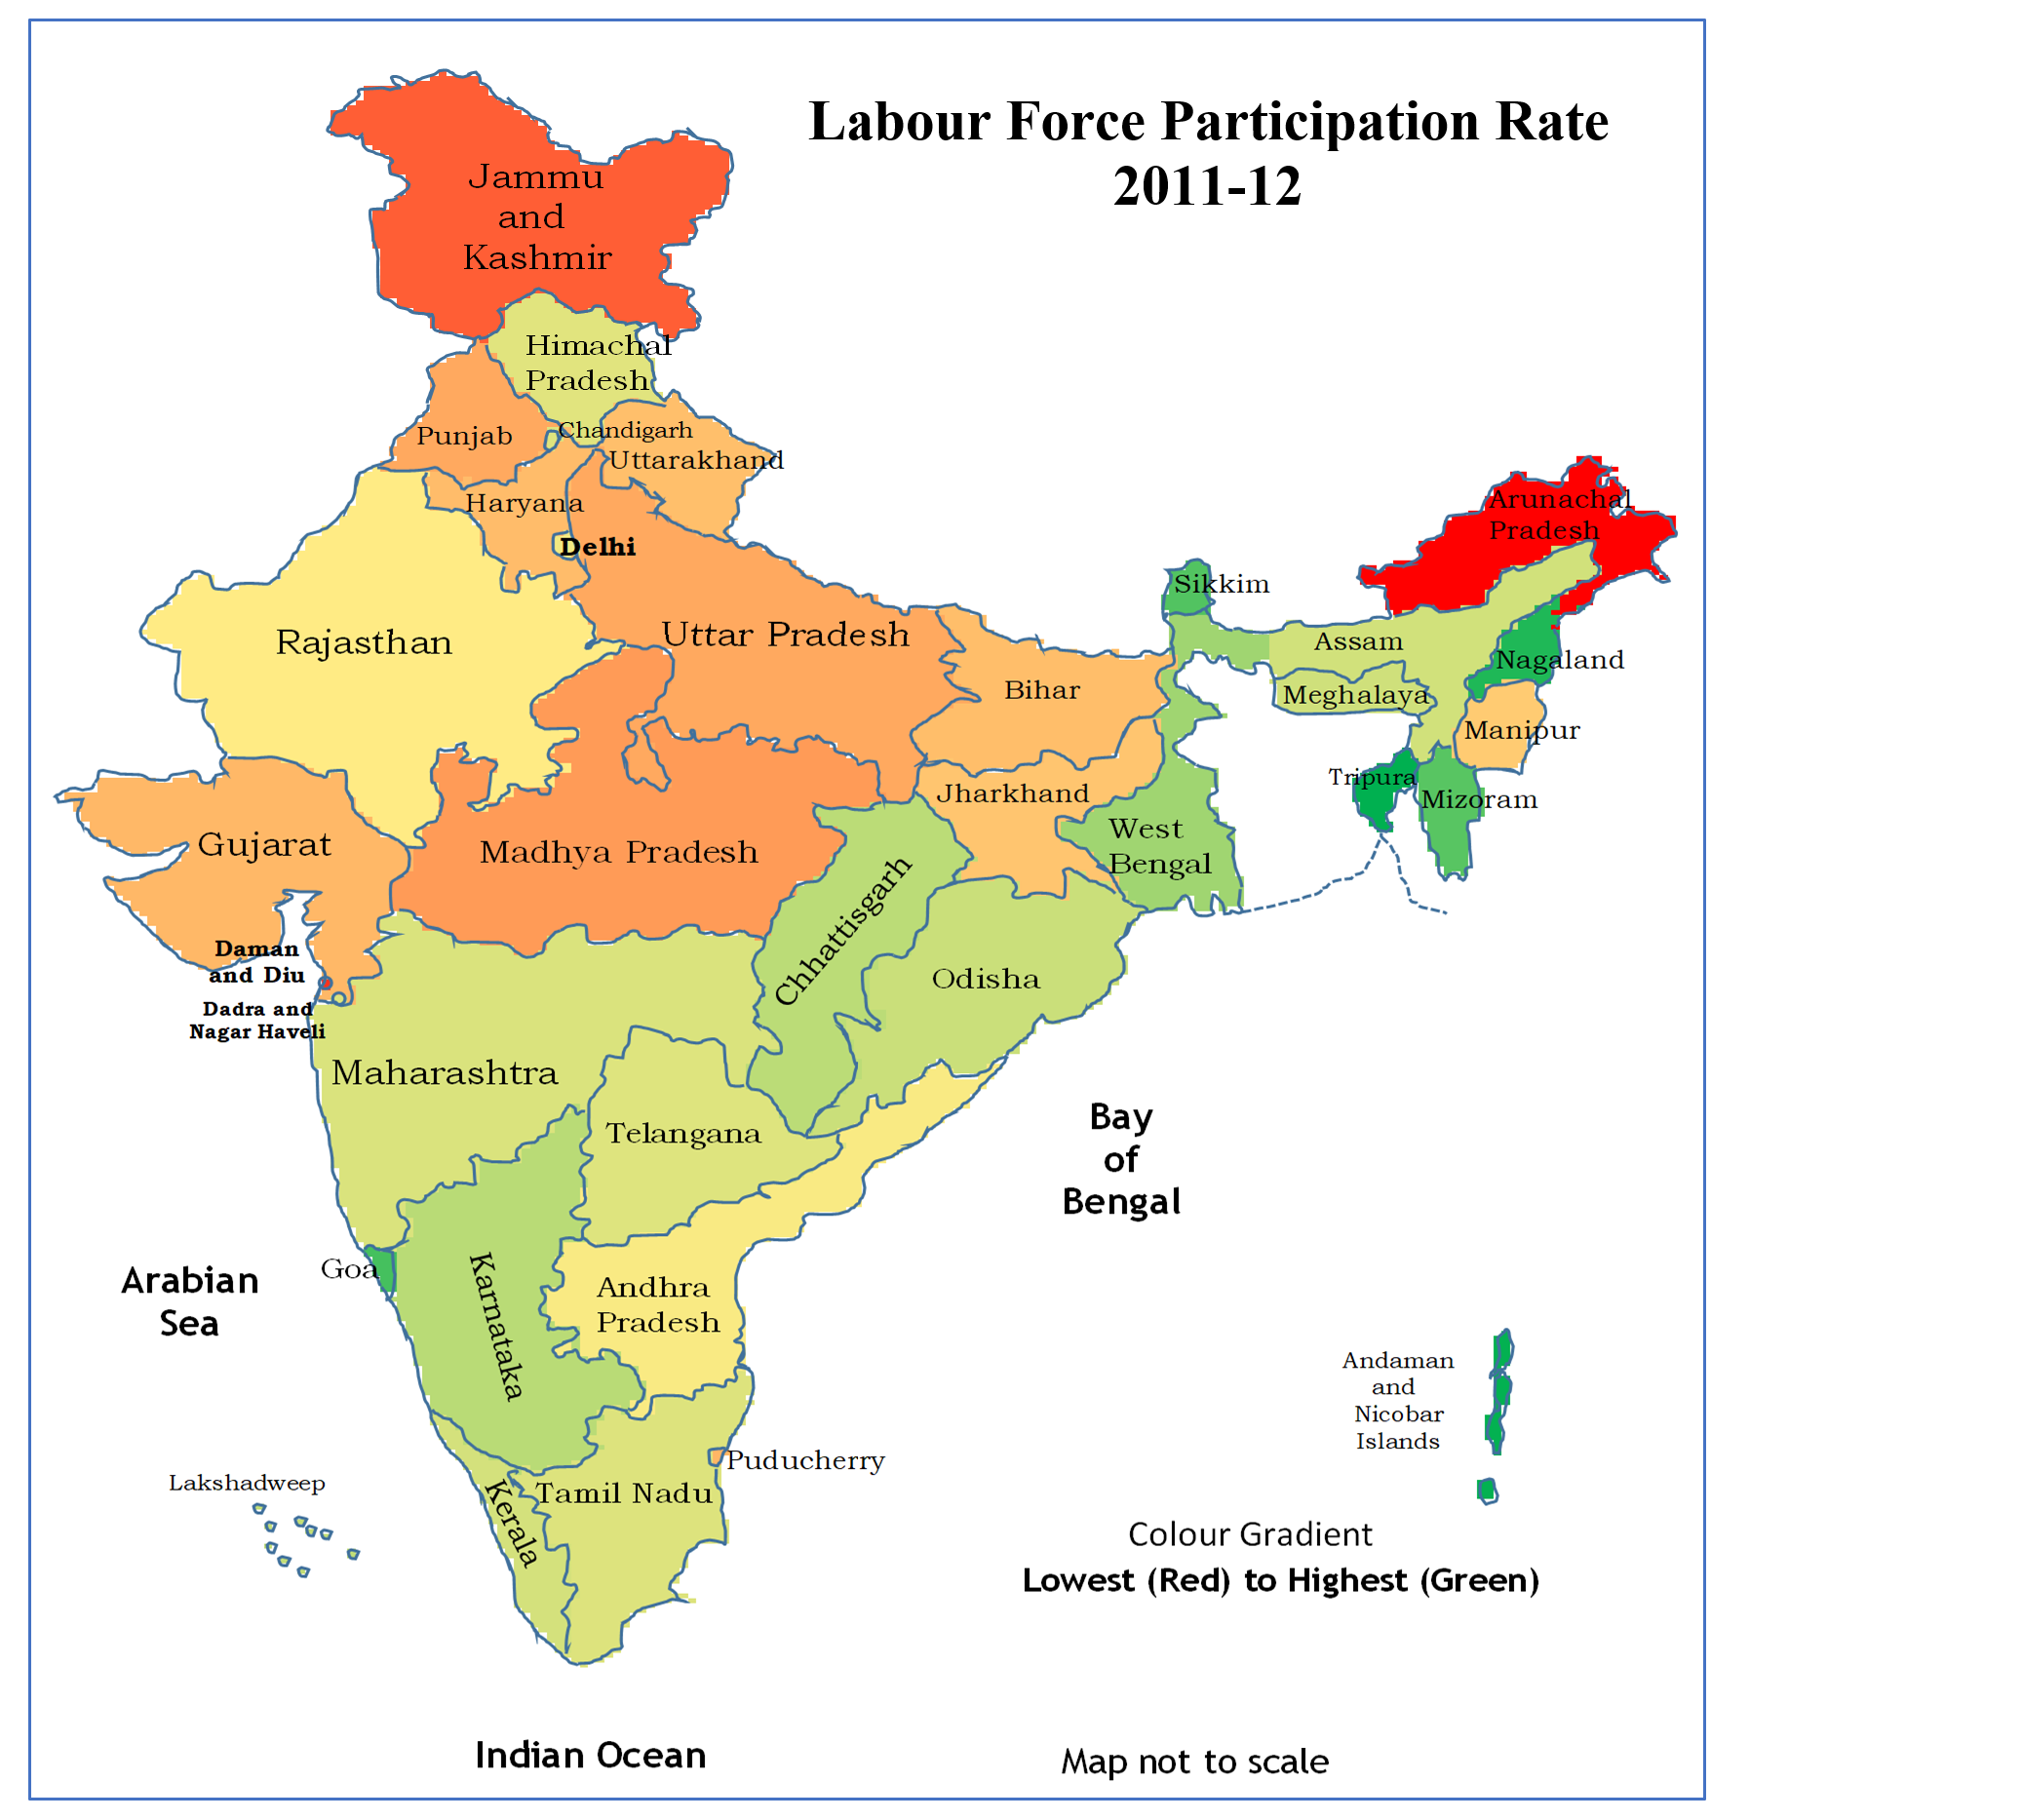 Labour Force Participation Rate
2011-12
Jammu
and
Kashmir
Himachal
Pradesh
Punjab
Chandigarh
Uttarakhand
Haryana
Delhi
Arunachal
Pradesh
Sikkim
Rajasthan
Uttar Pradesh
Assam
Nagaland
Bihar
Meghalaya
Manipur
Tripura
Mizoram
Jharkhand
Gujarat
Madhya Pradesh
West
Bengal
Chhattisgarh
Daman
and Diu
Odisha
Dadra and
Nagar Haveli
Maharashtra
Telangana
Bay
of
Bengal
Goa
Arabian
Sea
Karnataka
Andhra
Pradesh
Andaman
and
Nicobar
Islands
Puducherry
Lakshadweep
Kerala
Tamil Nadu
Colour Gradient
Lowest (Red) to Highest (Green)
Indian Ocean
Map not to scale